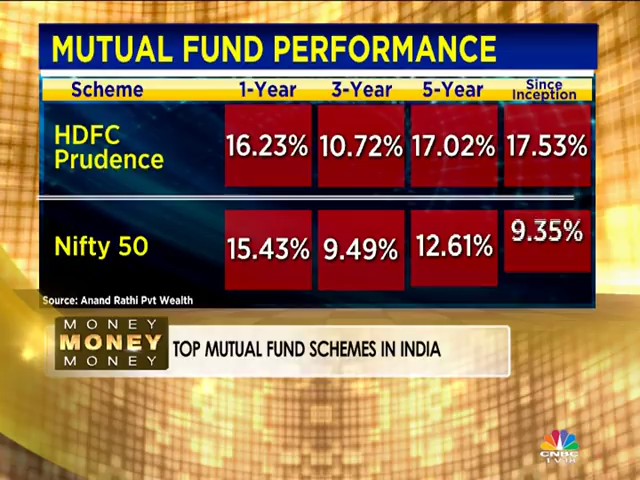 MUTUAL FUND PERFORMANCE
Scheme 1-Year 3-Year 5-Year Since Inception
HDFC Prudence 16.23% 10.72% 17.02% 17.53%
Nifty 50 15.43% 9.49% 12.61% 9.35%
Source: Anand Rathi Pvt Wealth
MONEY
MONEY
MONEY
TOP MUTUAL FUND SCHEMES IN INDIA
CNBC
TV18